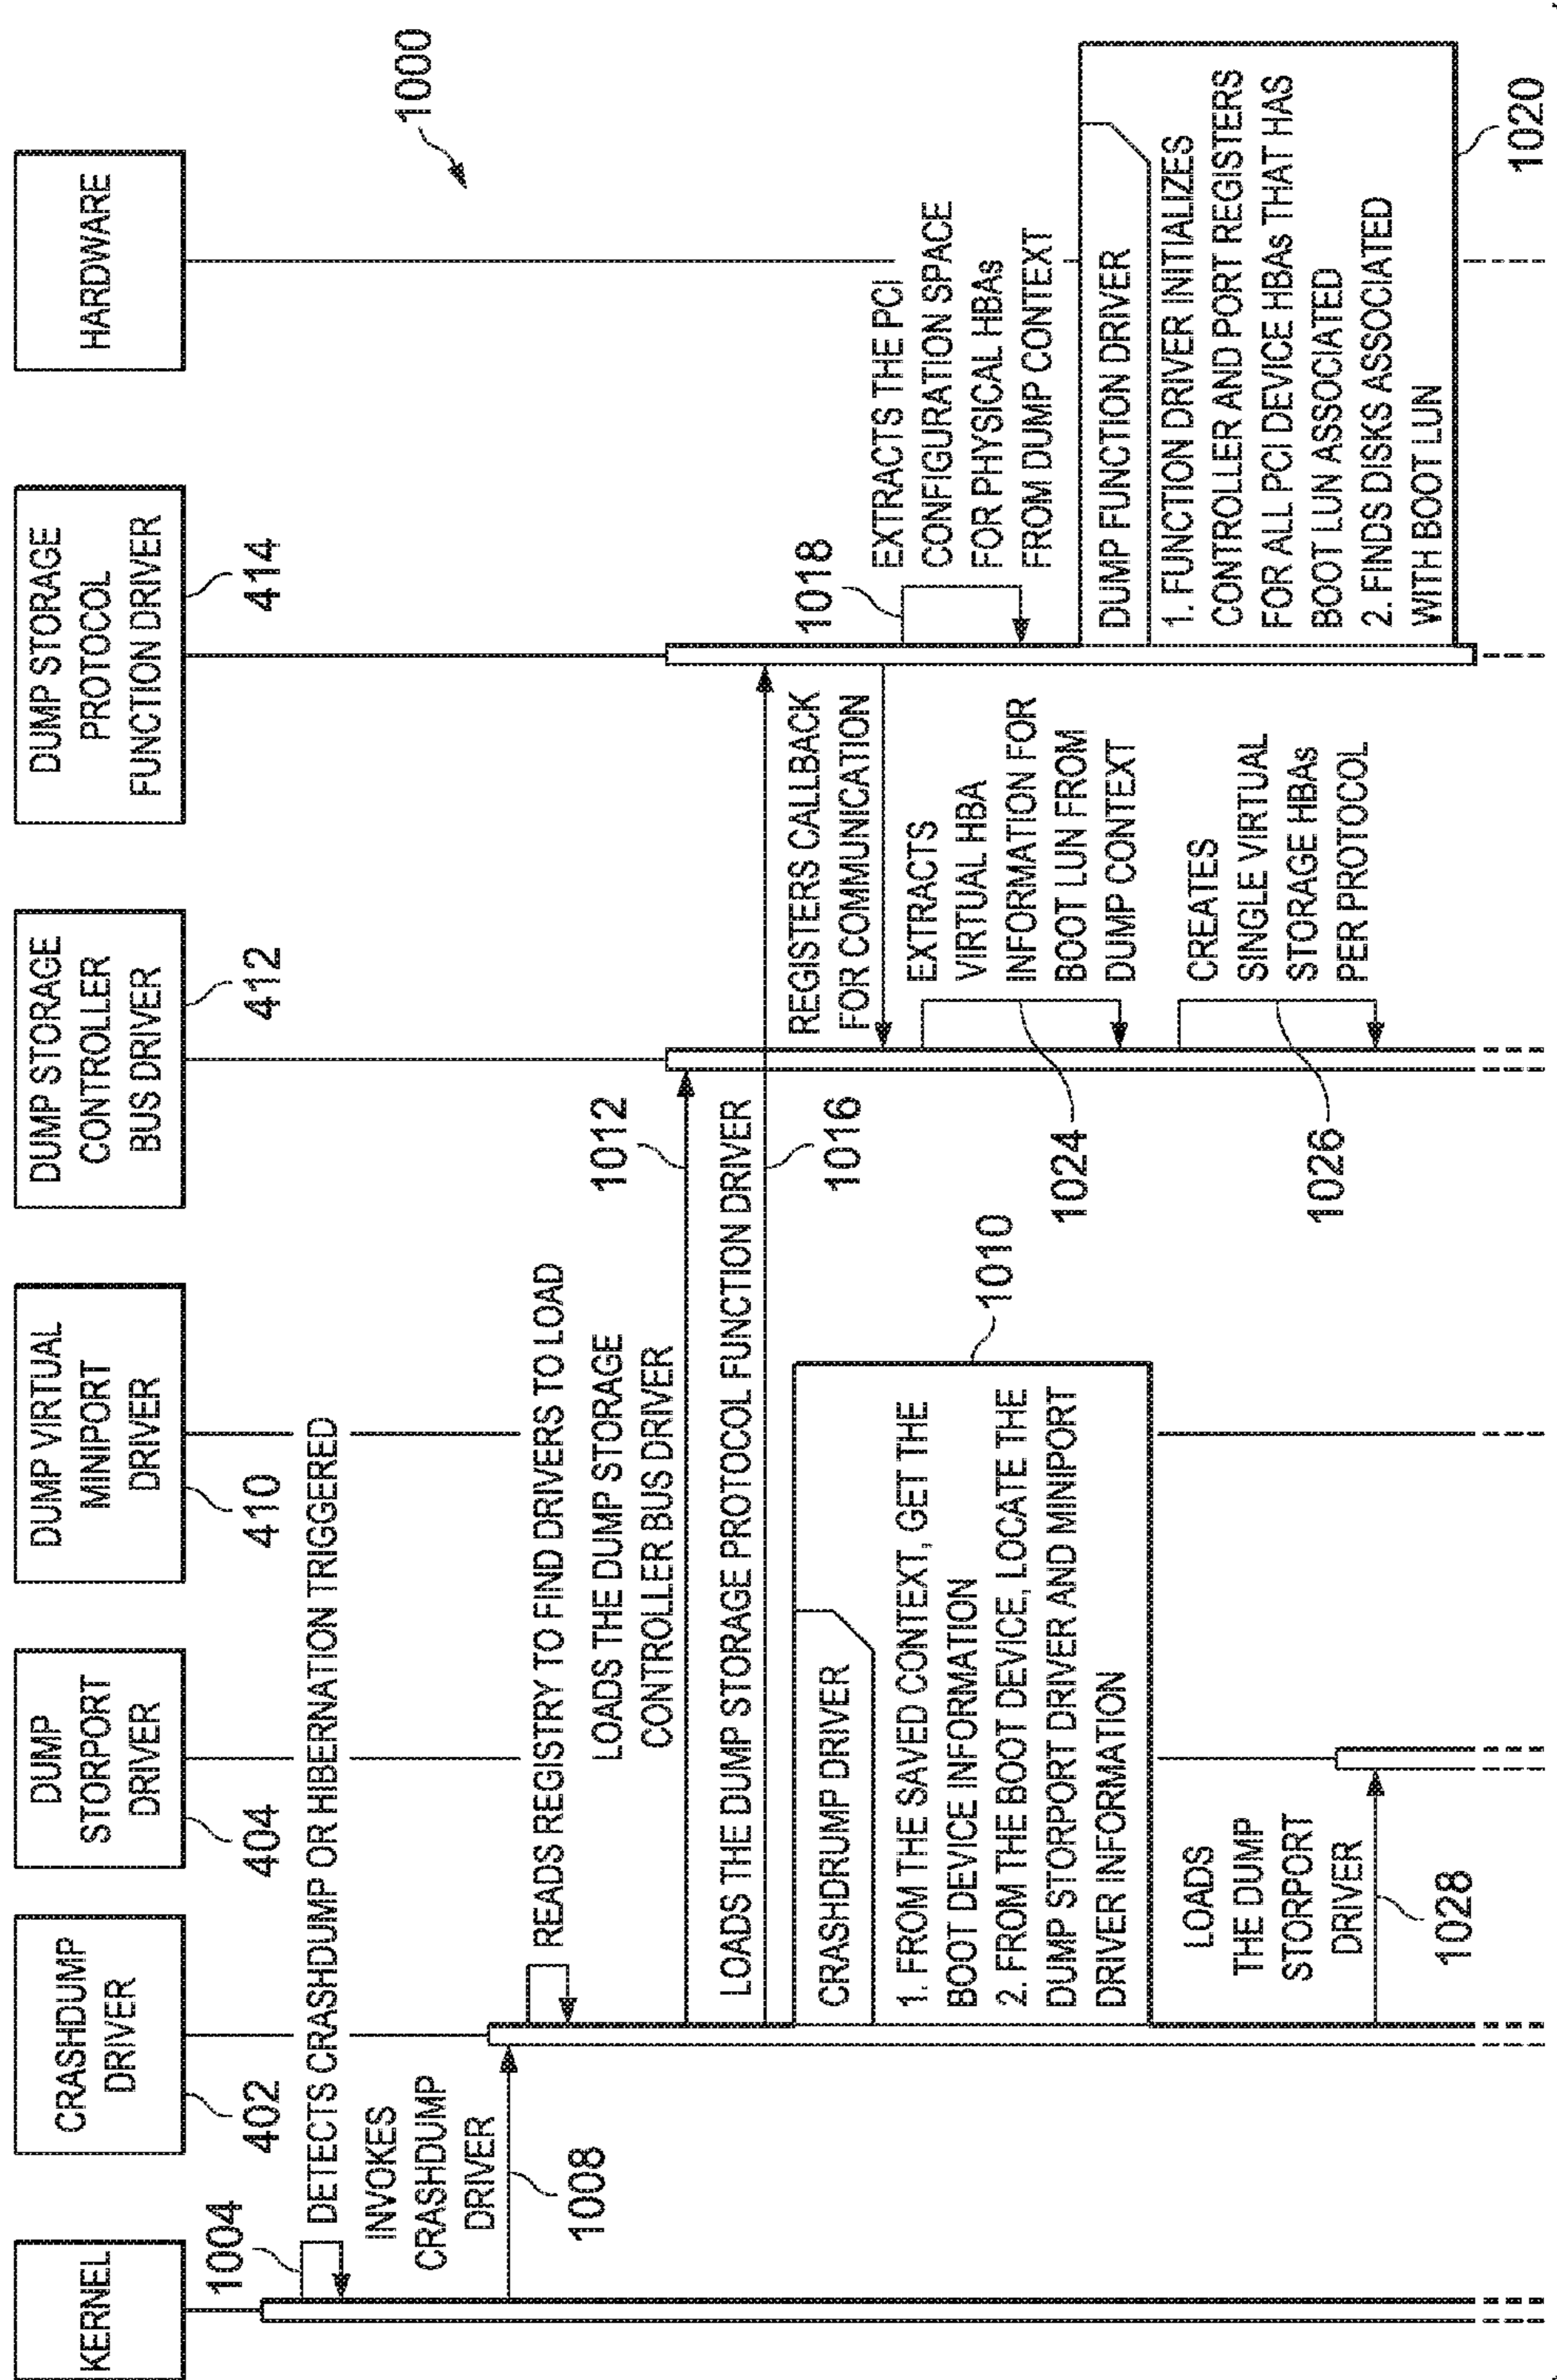 KERNEL
CRASHDUMP
DRIVER
402
DUMP
STORPORT
DRIVER
404
DUMP VIRTUAL
MINIPORT
DRIVER
410
DUMP STORAGE
CONTROLLER
BUS DRIVER
412
DUMP STORAGE
PROTOCOL
FUNCTION DRIVER
414
HARDWARE
1000
1004
DETECTS CRASHDUMP OR HIBERNATION TRIGGERED
INVOKES
CRASHDUMP
DRIVER
1008
READS REGISTRY TO FIND DRIVERS TO LOAD
LOADS THE DUMP STORAGE
CONTROLLER BUS DRIVER
1012
LOADS THE DUMP STORAGE PROTOCOL FUNCTION DRIVER
1016
CRASHDRUMP DRIVER
1. FROM THE SAVED CONTEXT, GET THE
BOOT DEVICE INFORMATION
2. FROM THE BOOT DEVICE, LOCATE THE
DUMP STORPORT DRIVER AND MINIPORT
DRIVER INFORMATION
1010
REGISTERS CALLBACK
FOR COMMUNICATION
1018
EXTRACTS THE PCI
CONFIGURATION SPACE
FOR PHYSICAL HBAs
FROM DUMP CONTEXT
EXTRACTS
VIRTUAL HBA
INFORMATION FOR
BOOT LUN FROM
DUMP CONTEXT
1024
DUMP FUNCTION DRIVER
1. FUNCTION DRIVER INITIALIZES
CONTROLLER AND PORT REGISTERS
FOR ALL PCI DEVICE HBAs THAT HAS
BOOT LUN ASSOCIATED
2. FINDS DISKS ASSOCIATED
WITH BOOT LUN
1020
CREATES
SINGLE VIRTUAL
STORAGE HBAs
PER PROTOCOL
1026
LOADS
THE DUMP
STORPORT
DRIVER
1028